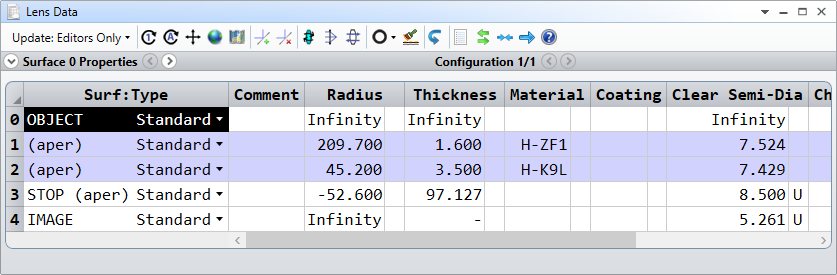 Lens Data
Update: Editors Only
Surface 0 Properties Configuration 1/1
Surf:Type Comment Radius Thickness Material Coating Clear Semi-Dia Ch
0 OBJECT Standard Infinity Infinity Infinity
1 (aper) Standard 209.700 1.600 H-ZF1 7.524
2 (aper) Standard 45.200 3.500 H-K9L 7.429
3 STOP (aper) Standard -52.600 97.127 8.500 U
4 IMAGE Standard Infinity - 5.261 U